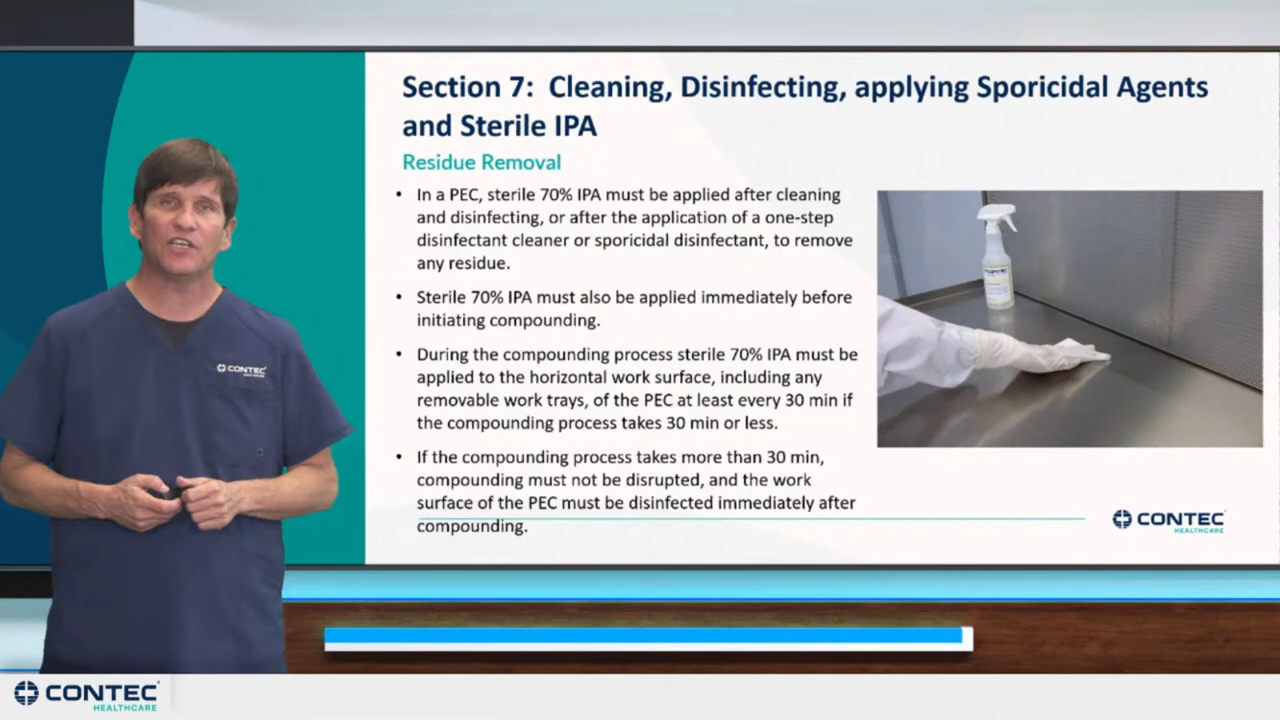 Section 7: Cleaning, Disinfecting, applying Sporicidal Agents
and Sterile IPA
Residue Removal
• In a PEC, sterile 70% IPA must be applied after cleaning
and disinfecting, or after the application of a one-step
disinfectant cleaner or sporicidal disinfectant, to remove
any residue.
• Sterile 70% IPA must also be applied immediately before
initiating compounding.
• During the compounding process sterile 70% IPA must be
applied to the horizontal work surface, including any
removable work trays, of the PEC at least every 30 min if
the compounding process takes 30 min or less.
• If the compounding process takes more than 30 min,
compounding must not be disrupted, and the work
surface of the PEC must be disinfected immediately after
compounding.
CONTEC
HEALTHCARE
CONTEC
HEALTHCARE
CONTEC
HEALTHCARE